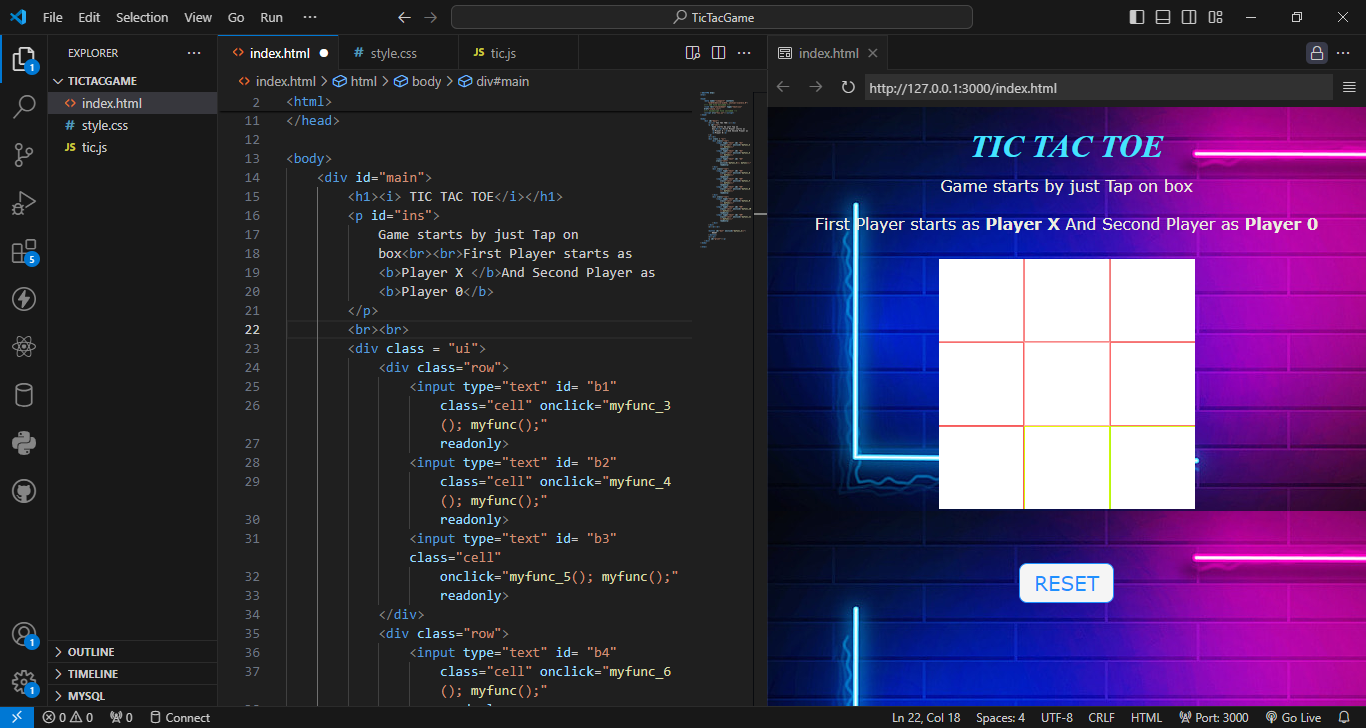 File Edit Selection View Go Run ··· TicTacGame
EXPLORER ···
TICTACGAME
index.html
style.css
tic.js
OUTLINE
TIMELINE
MYSQL
1
5
1
1
index.html style.css tic.js ···
index.html > html > body > div#main
2 <html>
11 </head>
12
13 <body>
14 <div id="main">
15 <h1><i> TIC TAC TOE</i></h1>
16 <p id="ins">
17 Game starts by just Tap on
18 box<br><br>First Player starts as
19 <b>Player X </b>And Second Player as
20 <b>Player 0</b>
21 </p>
22 <br><br>
23 <div class = "ui">
24 <div class="row">
25 <input type="text" id= "b1"
26 class="cell" onclick="myfunc_3
(); myfunc();"
27 readonly>
28 <input type="text" id= "b2"
29 class="cell" onclick="myfunc_4
(); myfunc();"
30 readonly>
31 <input type="text" id= "b3"
class="cell"
32 onclick="myfunc_5(); myfunc();"
33 readonly>
34 </div>
35 <div class="row">
36 <input type="text" id= "b4"
37 class="cell" onclick="myfunc_6
(); myfunc();"
index.html ···
http://127.0.0.1:3000/index.html
TIC TAC TOE
Game starts by just Tap on box
First Player starts as Player X And Second Player as Player 0
RESET
0 0 0 Connect Ln 22, Col 18 Spaces: 4 UTF-8 CRLF HTML Port: 3000 Go Live